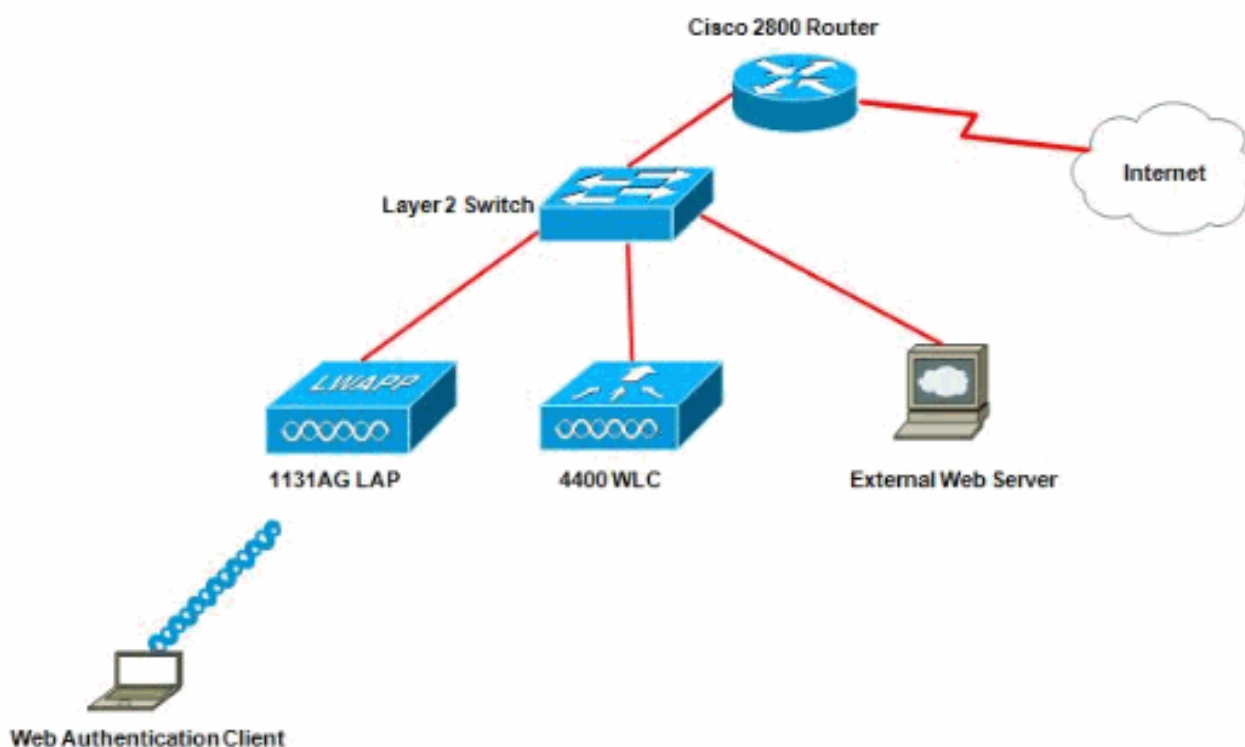 Cisco 2800 Router
Internet
Layer 2 Switch
LWAPP
1131AG LAP
4400 WLC
External Web Server
Web Authentication Client